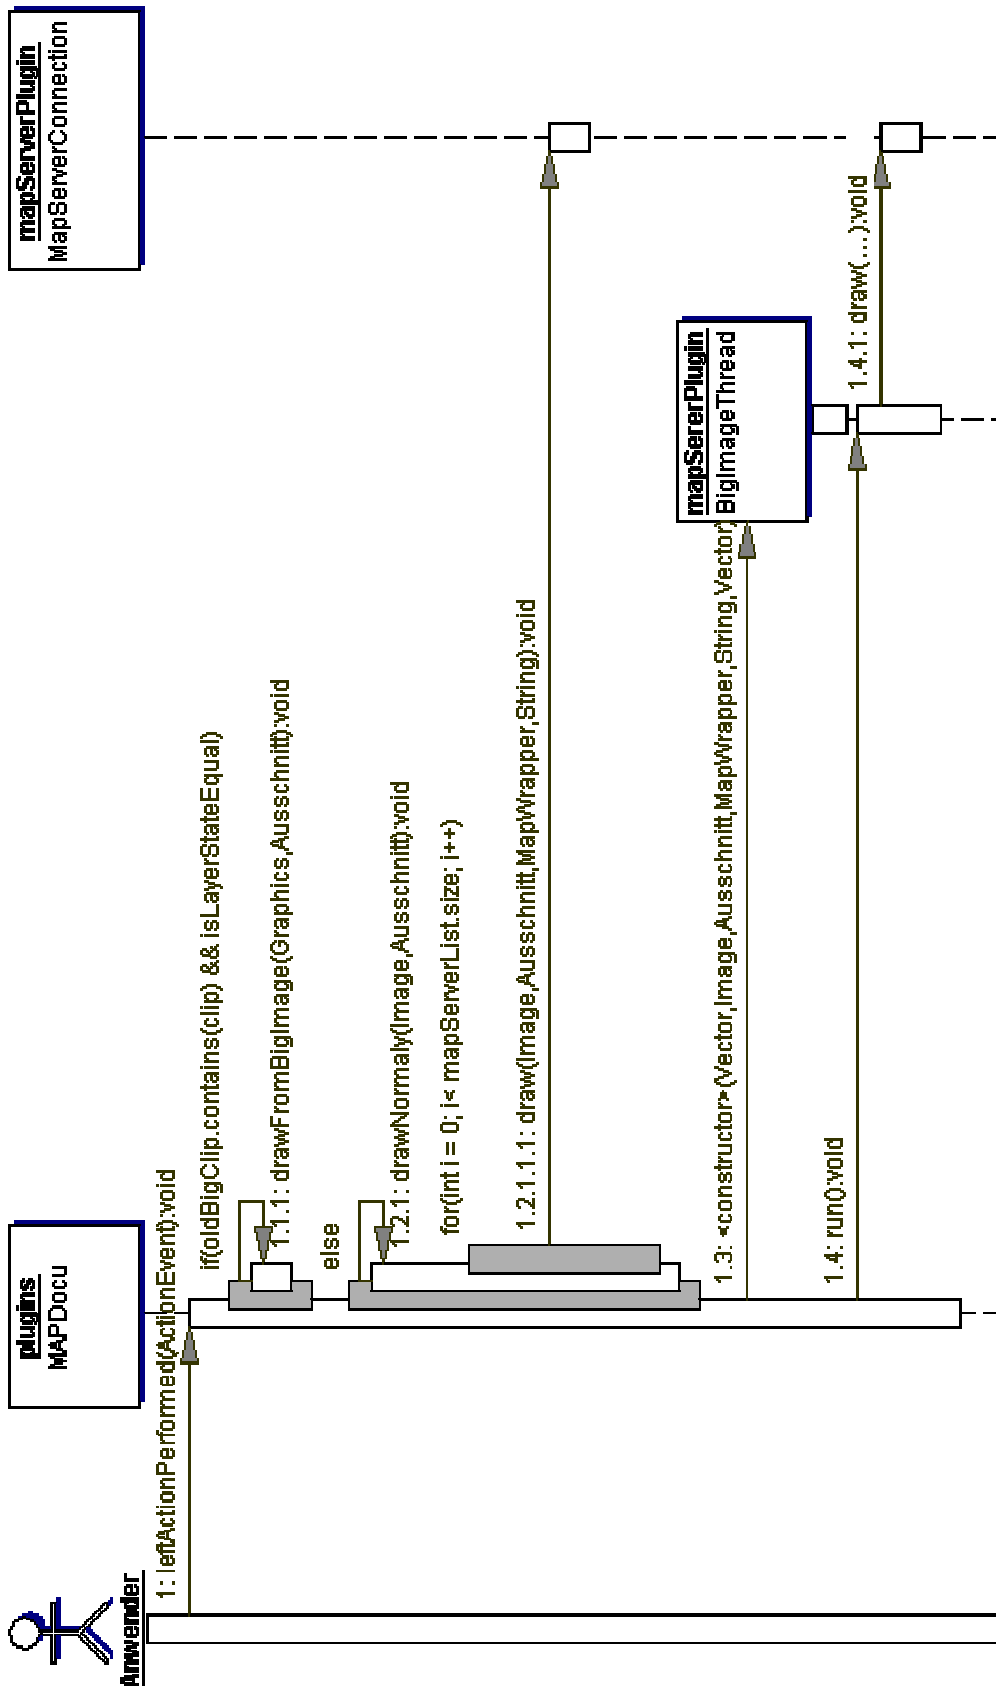 Anwender
plugins
MAPDocu
mapServerPlugin
MapServerConnection
1: leftActionPerformed(ActionEvent):void
if(oldBigClip.contains(clip) && isLayerStateEqual)
1.1.1: drawFromBigImage(Graphics,Ausschnitt):void
else
1.2.1: drawNormaly(Image,Ausschnitt):void
for(int i = 0; i< mapServerList.size; i++)
1.2.1.1.1: draw(Image,Ausschnitt,MapWrapper,String):void
mapSererPlugin
BigImageThread
1.3: <constructor>(Vector,Image,Ausschnitt,MapWrapper,String,Vector)
1.4: run():void
1.4.1: draw(...):void